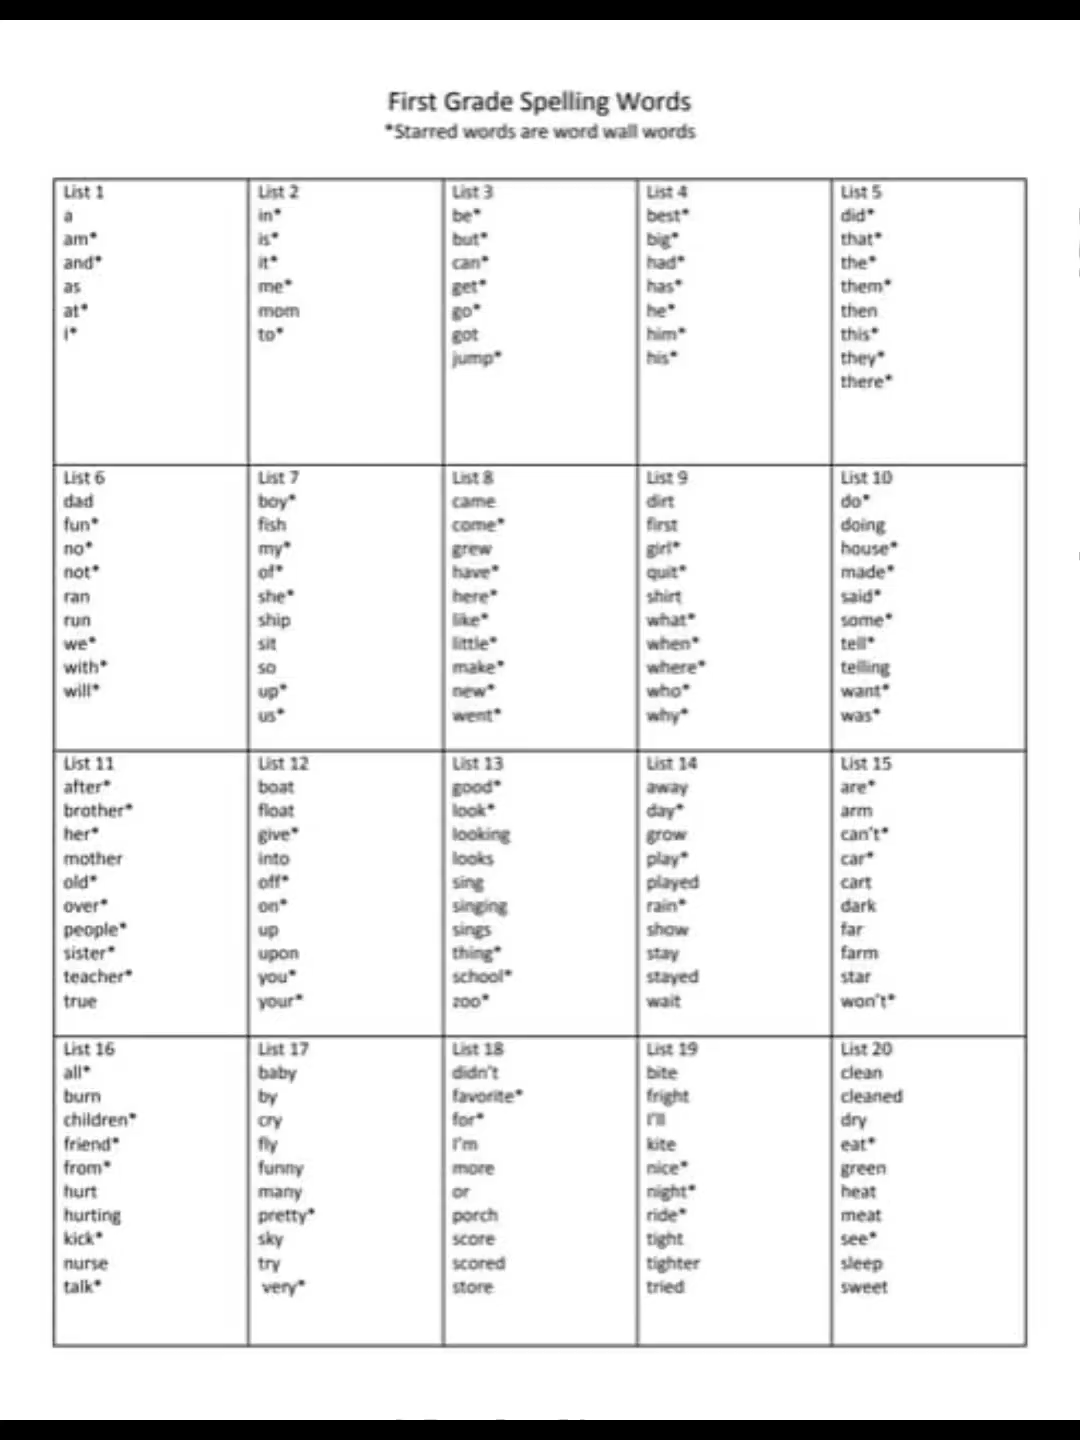 First Grade Spelling Words
*Starred words are word wall words
List 1
a
am*
and*
as
at*
I*
List 2
in*
is*
it*
me*
mom
to*
List 3
be*
but*
can*
get*
go*
got
jump*
List 4
best*
big*
had*
has*
he*
him*
his*
List 5
did*
that*
the*
them*
then
this*
they*
there*
List 6
dad
fun*
no*
not*
ran
run
we*
with*
will*
List 7
boy*
fish
my*
of*
she*
ship
sit
so
up*
us*
List 8
came
come*
grew
have*
here*
like*
little*
make*
new*
went*
List 9
dirt
first
girl*
quit*
shirt
what*
when*
where*
who*
why*
List 10
do*
doing
house*
made*
said*
some*
tell*
telling
want*
was*
List 11
after*
brother*
her*
mother
old*
over*
people*
sister*
teacher*
true
List 12
boat
float
give*
into
off*
on*
up
upon
you*
your*
List 13
good*
look*
looking
looks
sing
singing
sings
thing*
school*
zoo*
List 14
away
day*
grow
play*
played
rain*
show
stay
stayed
wait
List 15
are*
arm
can't*
car*
cart
dark
far
farm
star
won't*
List 16
all*
burn
children*
friend*
from*
hurt
hurting
kick*
nurse
talk*
List 17
baby
by
cry
fly
funny
many
pretty*
sky
try
very*
List 18
didn't
favorite*
for*
I'm
more
or
porch
score
scored
store
List 19
bite
fright
I'll
kite
nice*
night*
ride*
tight
tighter
tried
List 20
clean
cleaned
dry
eat*
green
heat
meat
see*
sleep
sweet